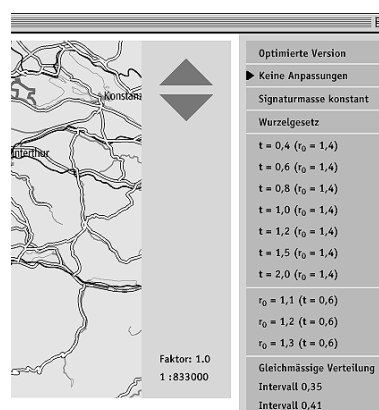 Konstan
nterthur
Faktor: 1.0
1 :833000
Optimierte Version
Keine Anpassungen
Signaturmasse konstant
Wurzelgesetz
t = 0,4 (r₀ = 1,4)
t = 0,6 (r₀ = 1,4)
t = 0,8 (r₀ = 1,4)
t = 1,0 (r₀ = 1,4)
t = 1,2 (r₀ = 1,4)
t = 1,5 (r₀ = 1,4)
t = 2,0 (r₀ = 1,4)
r₀ = 1,1 (t = 0,6)
r₀ = 1,2 (t = 0,6)
r₀ = 1,3 (t = 0,6)
Gleichmässige Verteilung
Intervall 0,35
Intervall 0,41